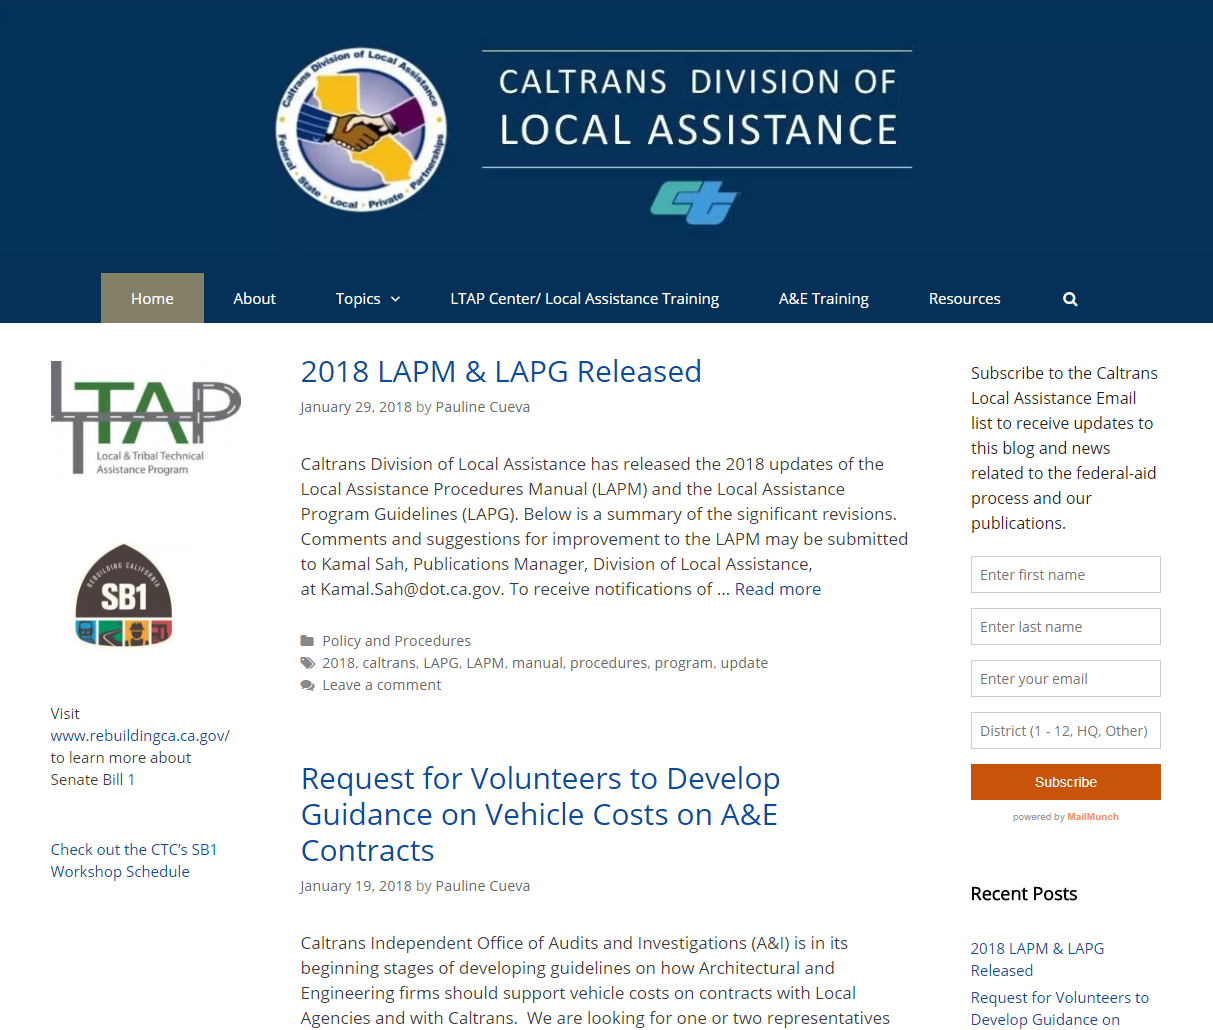 Caltrans Division of Local Assistance
Federal · State · Local · Private · Partnerships
CALTRANS DIVISION OF
LOCAL ASSISTANCE
ct
Home
About
Topics
LTAP Center/ Local Assistance Training
A&E Training
Resources
LTAP
Local & Tribal Technical
Assistance Program
REBUILDING CALIFORNIA
SB1
Visit
www.rebuildingca.ca.gov/
to learn more about
Senate Bill 1
Check out the CTC’s SB1
Workshop Schedule
2018 LAPM & LAPG Released
January 29, 2018 by Pauline Cueva
Caltrans Division of Local Assistance has released the 2018 updates of the
Local Assistance Procedures Manual (LAPM) and the Local Assistance
Program Guidelines (LAPG). Below is a summary of the significant revisions.
Comments and suggestions for improvement to the LAPM may be submitted
to Kamal Sah, Publications Manager, Division of Local Assistance,
at Kamal.Sah@dot.ca.gov. To receive notifications of ... Read more
Policy and Procedures
2018, caltrans, LAPG, LAPM, manual, procedures, program, update
Leave a comment
Request for Volunteers to Develop
Guidance on Vehicle Costs on A&E
Contracts
January 19, 2018 by Pauline Cueva
Caltrans Independent Office of Audits and Investigations (A&I) is in its
beginning stages of developing guidelines on how Architectural and
Engineering firms should support vehicle costs on contracts with Local
Agencies and with Caltrans. We are looking for one or two representatives
Subscribe to the Caltrans
Local Assistance Email
list to receive updates to
this blog and news
related to the federal-aid
process and our
publications.
Enter first name
Enter last name
Enter your email
District (1 - 12, HQ, Other)
Subscribe
powered by MailMunch
Recent Posts
2018 LAPM & LAPG
Released
Request for Volunteers to
Develop Guidance on